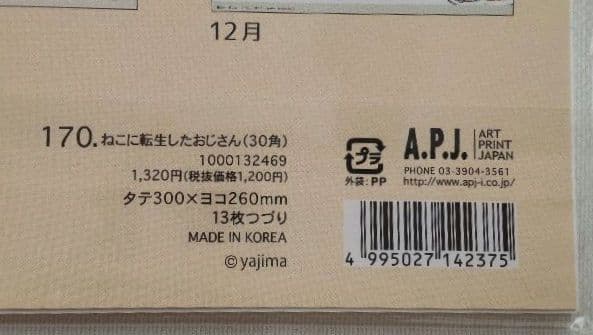 12月
170.ねこに転生したおじさん(30角)
1000132469
1,320円(税抜価格1,200円)
タテ300×ヨコ260mm
13枚つづり
MADE IN KOREA
©yajima
プラ
外袋:PP
A.P.J.
ART
PRINT
JAPAN
PHONE 03-3904-3561
http://www.apj-i.co.jp/
4 995027 142375